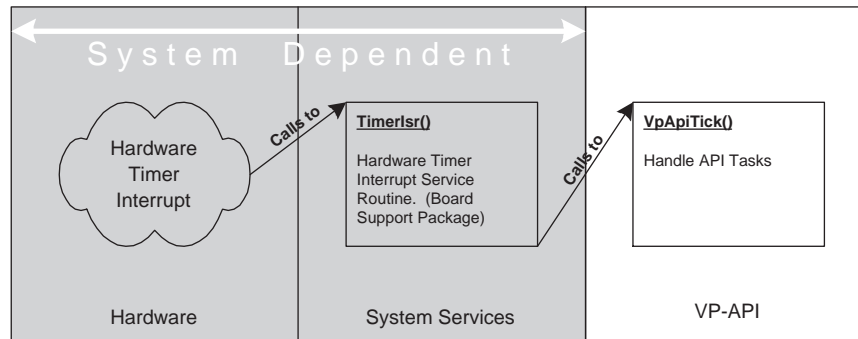 System Dependent
Hardware
Timer
Interrupt
Calls to
TimerIsr()
Hardware Timer
Interrupt Service
Routine. (Board
Support Package)
Calls to
VpApiTick()
Handle API Tasks
Hardware
System Services
VP-API